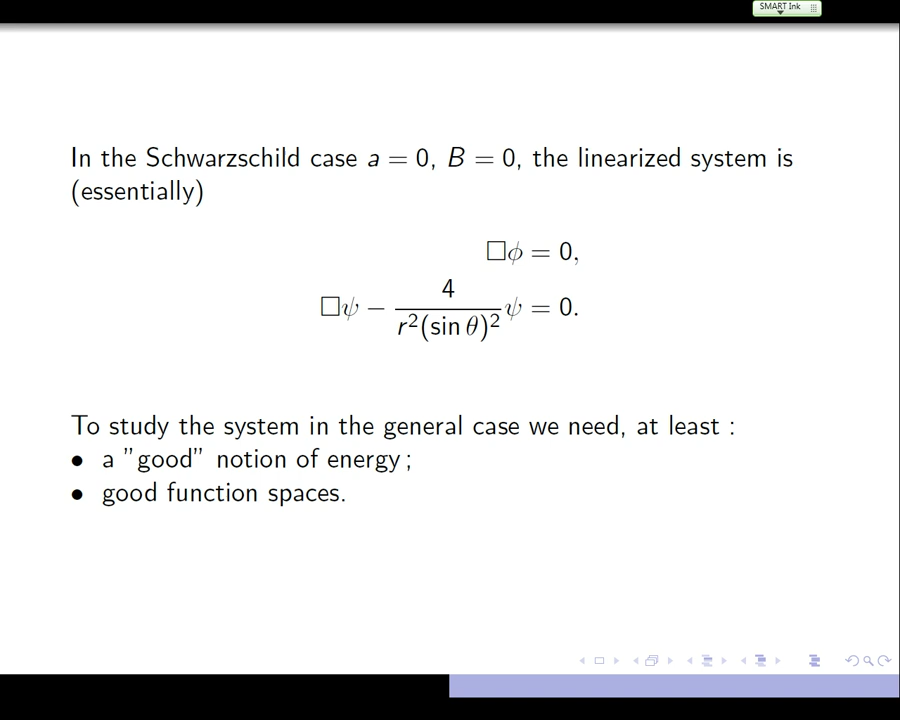 SMART Ink
In the Schwarzschild case a = 0, B = 0, the linearized system is
(essentially)
□ϕ = 0,
□ψ − 4/(r²(sin θ)²) ψ = 0.
To study the system in the general case we need, at least :
• a ”good” notion of energy ;
• good function spaces.